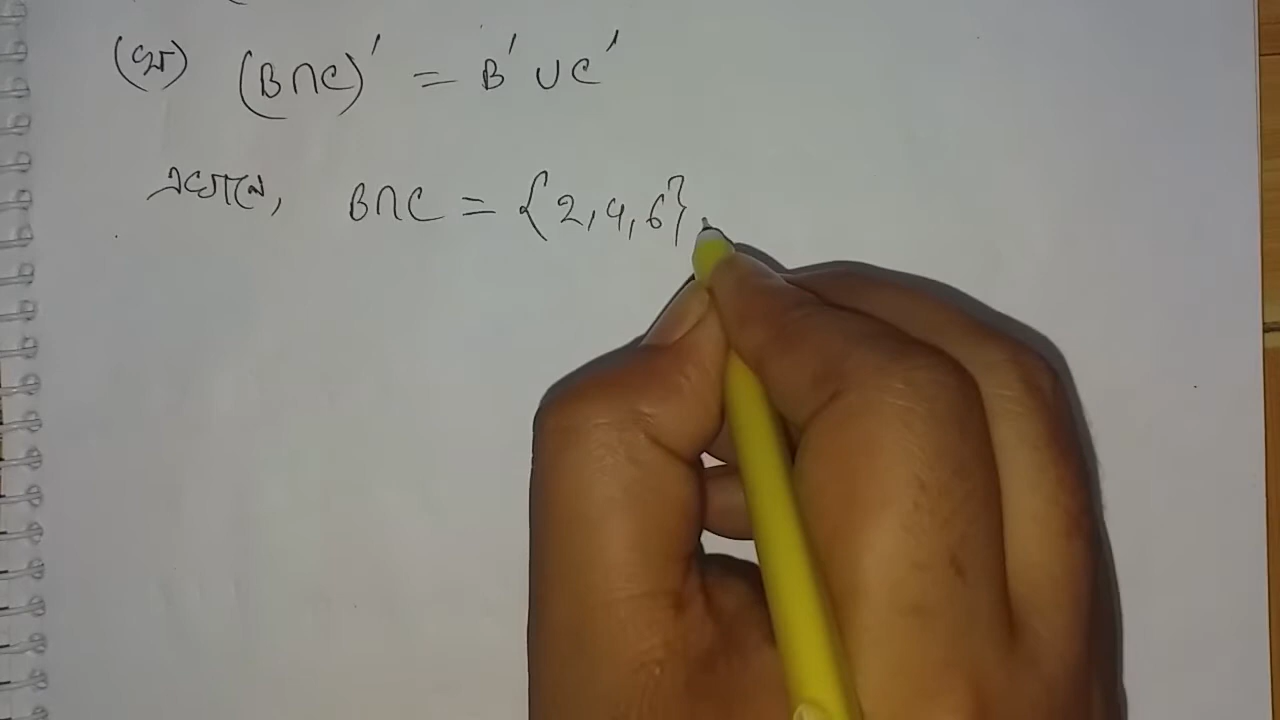 (খ) (B∩C)' = B' ∪ C'
এখানে, B∩C = {2, 4, 6}